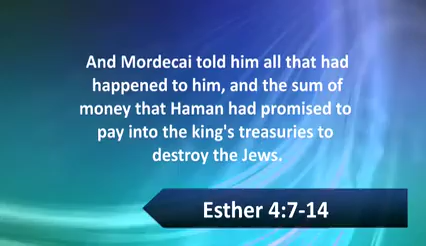 And Mordecai told him all that had
happened to him, and the sum of
money that Haman had promised to
pay into the king's treasuries to
destroy the Jews.
Esther 4:7-14